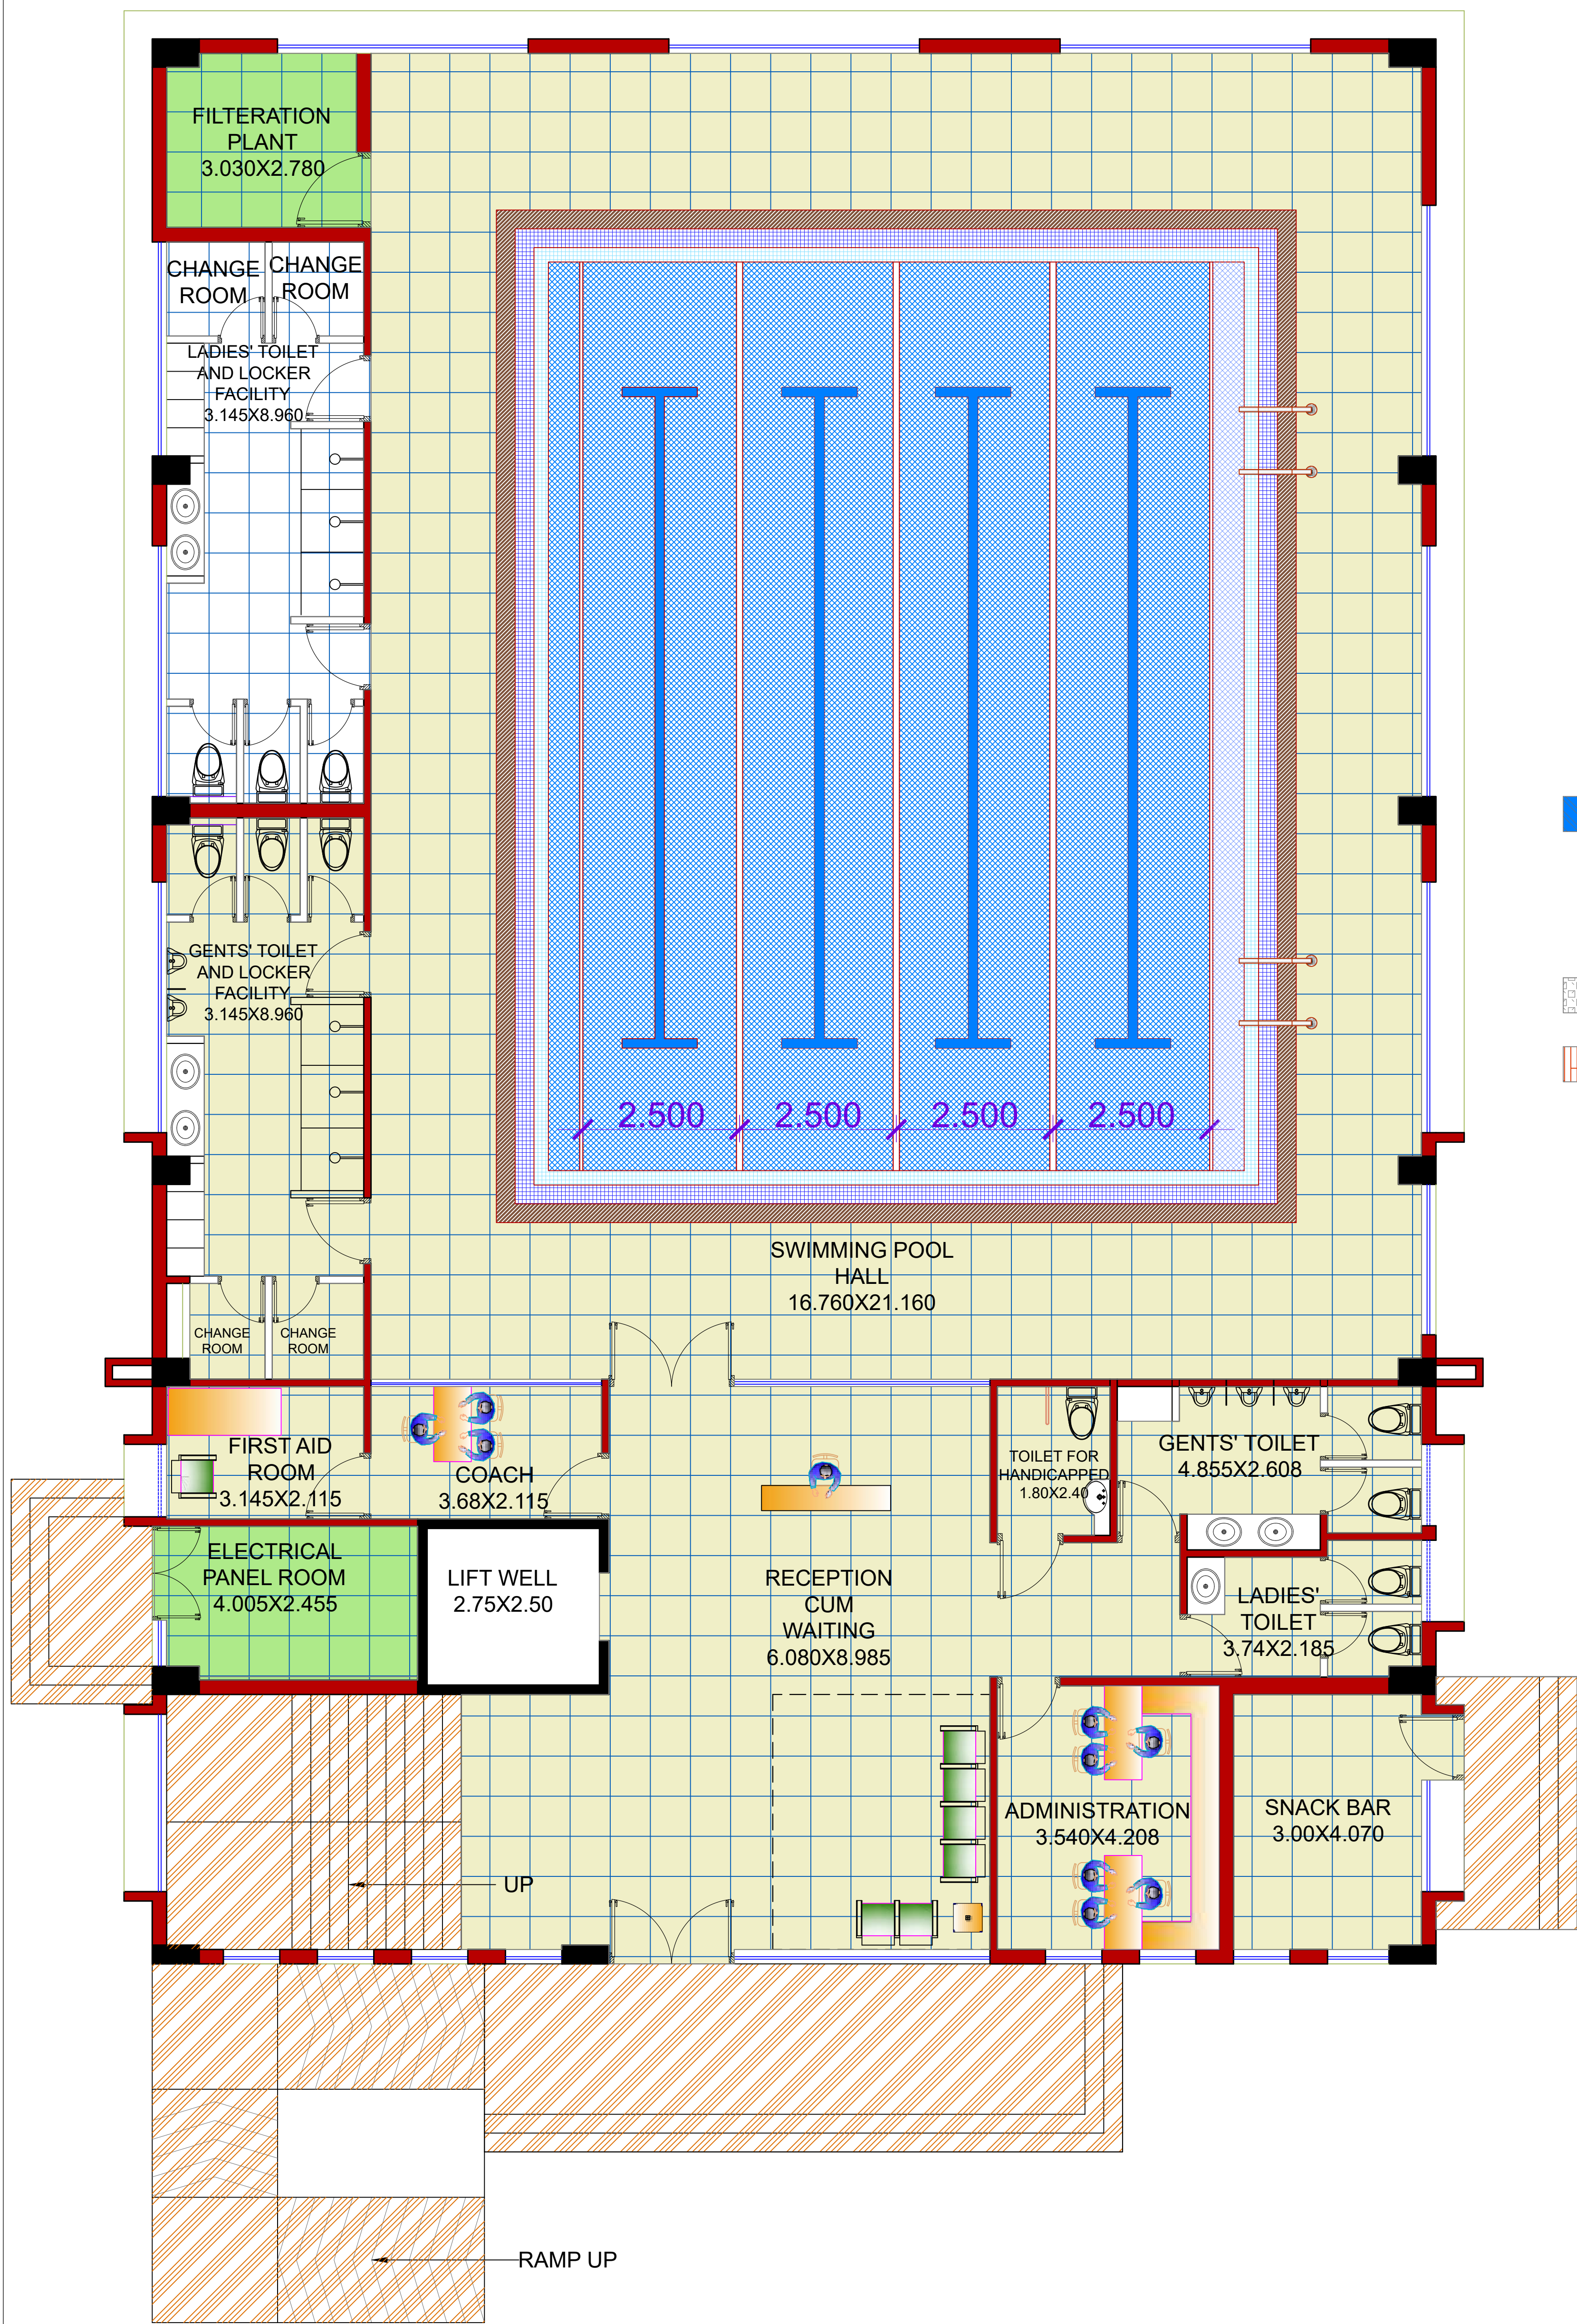 FILTERATION
PLANT
3.030X2.780
CHANGE
ROOM
CHANGE
ROOM
LADIES' TOILET
AND LOCKER
FACILITY
3.145X8.960
GENTS' TOILET
AND LOCKER
FACILITY
3.145X8.960
2.500
2.500
2.500
2.500
SWIMMING POOL
HALL
16.760X21.160
CHANGE
ROOM
CHANGE
ROOM
FIRST AID
ROOM
3.145X2.115
COACH
3.68X2.115
TOILET FOR
HANDICAPPED
1.80X2.40
GENTS' TOILET
4.855X2.608
ELECTRICAL
PANEL ROOM
4.005X2.455
LIFT WELL
2.75X2.50
RECEPTION
CUM
WAITING
6.080X8.985
LADIES'
TOILET
3.74X2.185
ADMINISTRATION
3.540X4.208
SNACK BAR
3.00X4.070
UP
RAMP UP